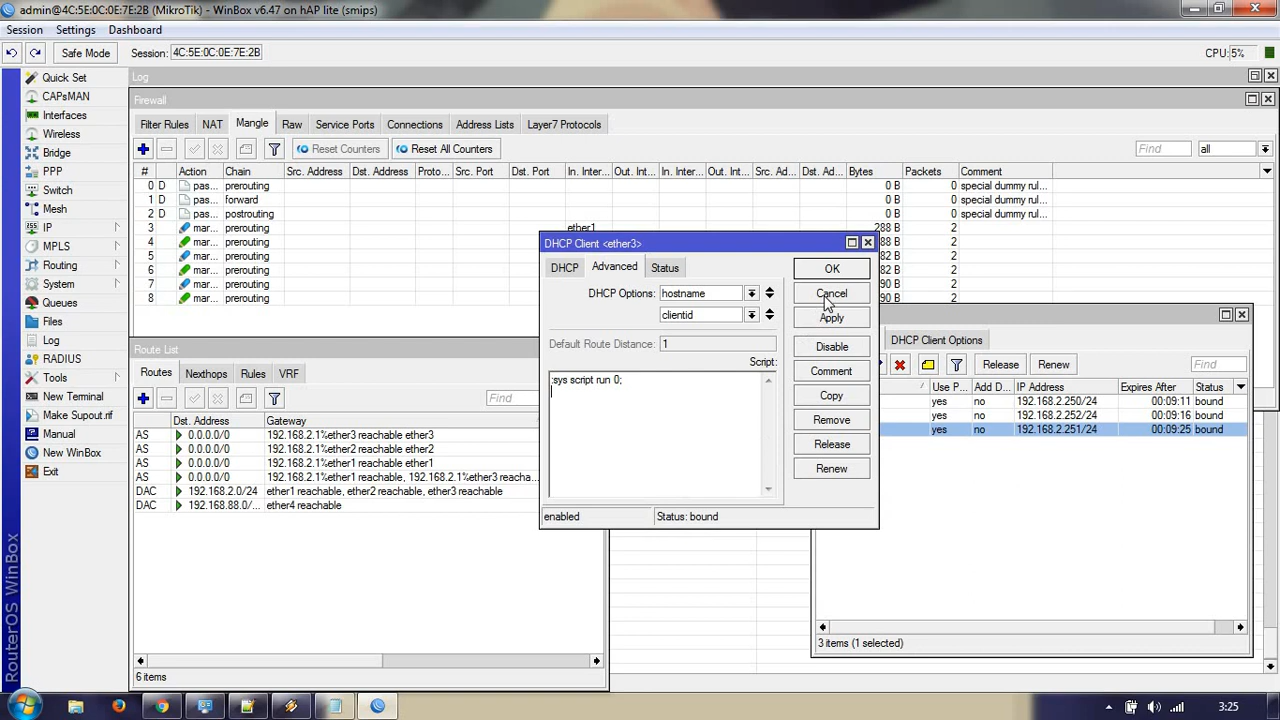 admin@4C:5E:0C:0E:7E:2B (MikroTik) - WinBox v6.47 on hAP lite (smips)
Session Settings Dashboard
Safe Mode Session: 4C:5E:0C:0E:7E:2B CPU: 5%
Quick Set
CAPsMAN
Interfaces
Wireless
Bridge
PPP
Switch
Mesh
IP
MPLS
Routing
System
Queues
Files
Log
RADIUS
Tools
New Terminal
Make Supout.rif
Manual
New WinBox
Exit
RouterOS WinBox
Log
Firewall
Filter Rules NAT Mangle Raw Service Ports Connections Address Lists Layer7 Protocols
Reset Counters Reset All Counters Find all
# Action Chain Src. Address Dst. Address Proto... Src. Port Dst. Port In. Inter... Out. Int... In. Inter... Out. Int... Src. Ad... Dst. Ad... Bytes Packets Comment
0 D pas... prerouting 0 B 0 special dummy rul...
1 D pas... forward 0 B 0 special dummy rul...
2 D pas... postrouting 0 B 0 special dummy rul...
3 mar... prerouting ether1 288 B 2
4 mar... prerouting 288 B 2
5 mar... prerouting 282 B 2
6 mar... prerouting 282 B 2
7 mar... prerouting 290 B 2
8 mar... prerouting 290 B 2
Route List
Routes Nexthops Rules VRF
Find
Dst. Address Gateway
AS 0.0.0.0/0 192.168.2.1%ether3 reachable ether3
AS 0.0.0.0/0 192.168.2.1%ether2 reachable ether2
AS 0.0.0.0/0 192.168.2.1%ether1 reachable ether1
AS 0.0.0.0/0 192.168.2.1%ether1 reachable, 192.168.2.1%ether3 reacha...
DAC 192.168.2.0/24 ether1 reachable, ether2 reachable, ether3 reachable
DAC 192.168.88.0/... ether4 reachable
6 items
DHCP Client <ether3>
DHCP Advanced Status
DHCP Options: hostname
clientid
Default Route Distance: 1
Script:
:sys script run 0;
enabled Status: bound
OK
Cancel
Apply
Disable
Comment
Copy
Remove
Release
Renew
DHCP Client Options
Release Renew Find
Use P... Add D... IP Address Expires After Status
yes no 192.168.2.250/24 00:09:11 bound
yes no 192.168.2.252/24 00:09:16 bound
yes no 192.168.2.251/24 00:09:25 bound
3 items (1 selected)
3:25